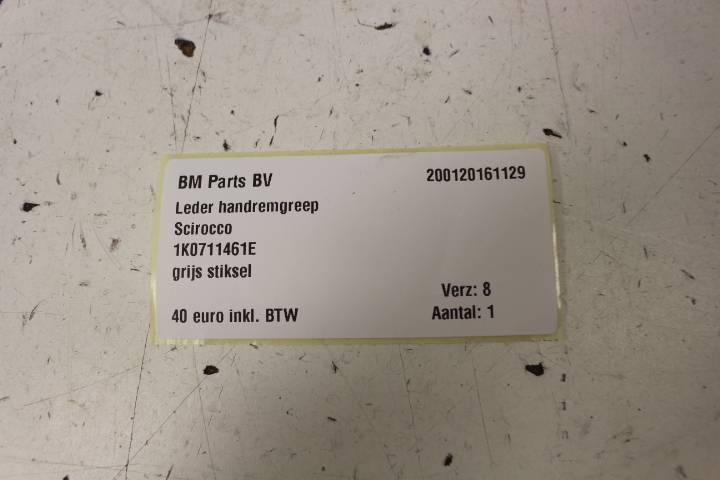 BM Parts BV 200120161129
Leder handremgreep
Scirocco
1K0711461E
grijs stiksel
Verz: 8
40 euro inkl. BTW Aantal: 1